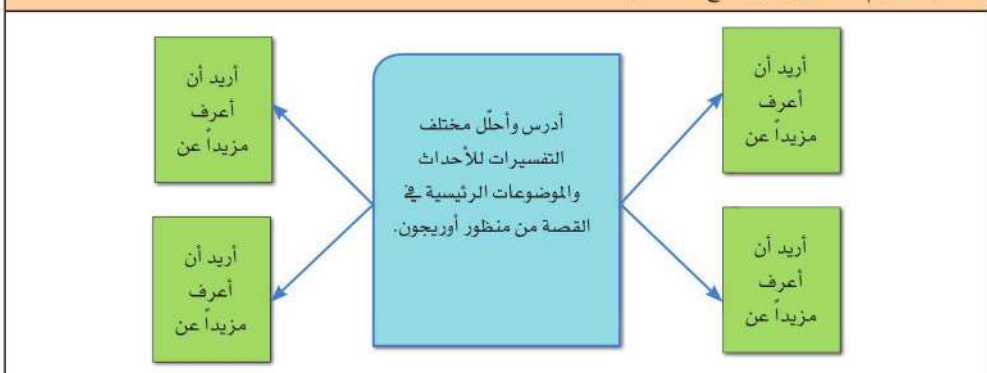 أريد أن
أعرف
مزيداً عن
أدرس وأحلّل مختلف
التفسيرات للأحداث
والموضوعات الرئيسية في
القصة من منظور أوريجون.
أريد أن
أعرف
مزيداً عن
أريد أن
أعرف
مزيداً عن
أريد أن
أعرف
مزيداً عن